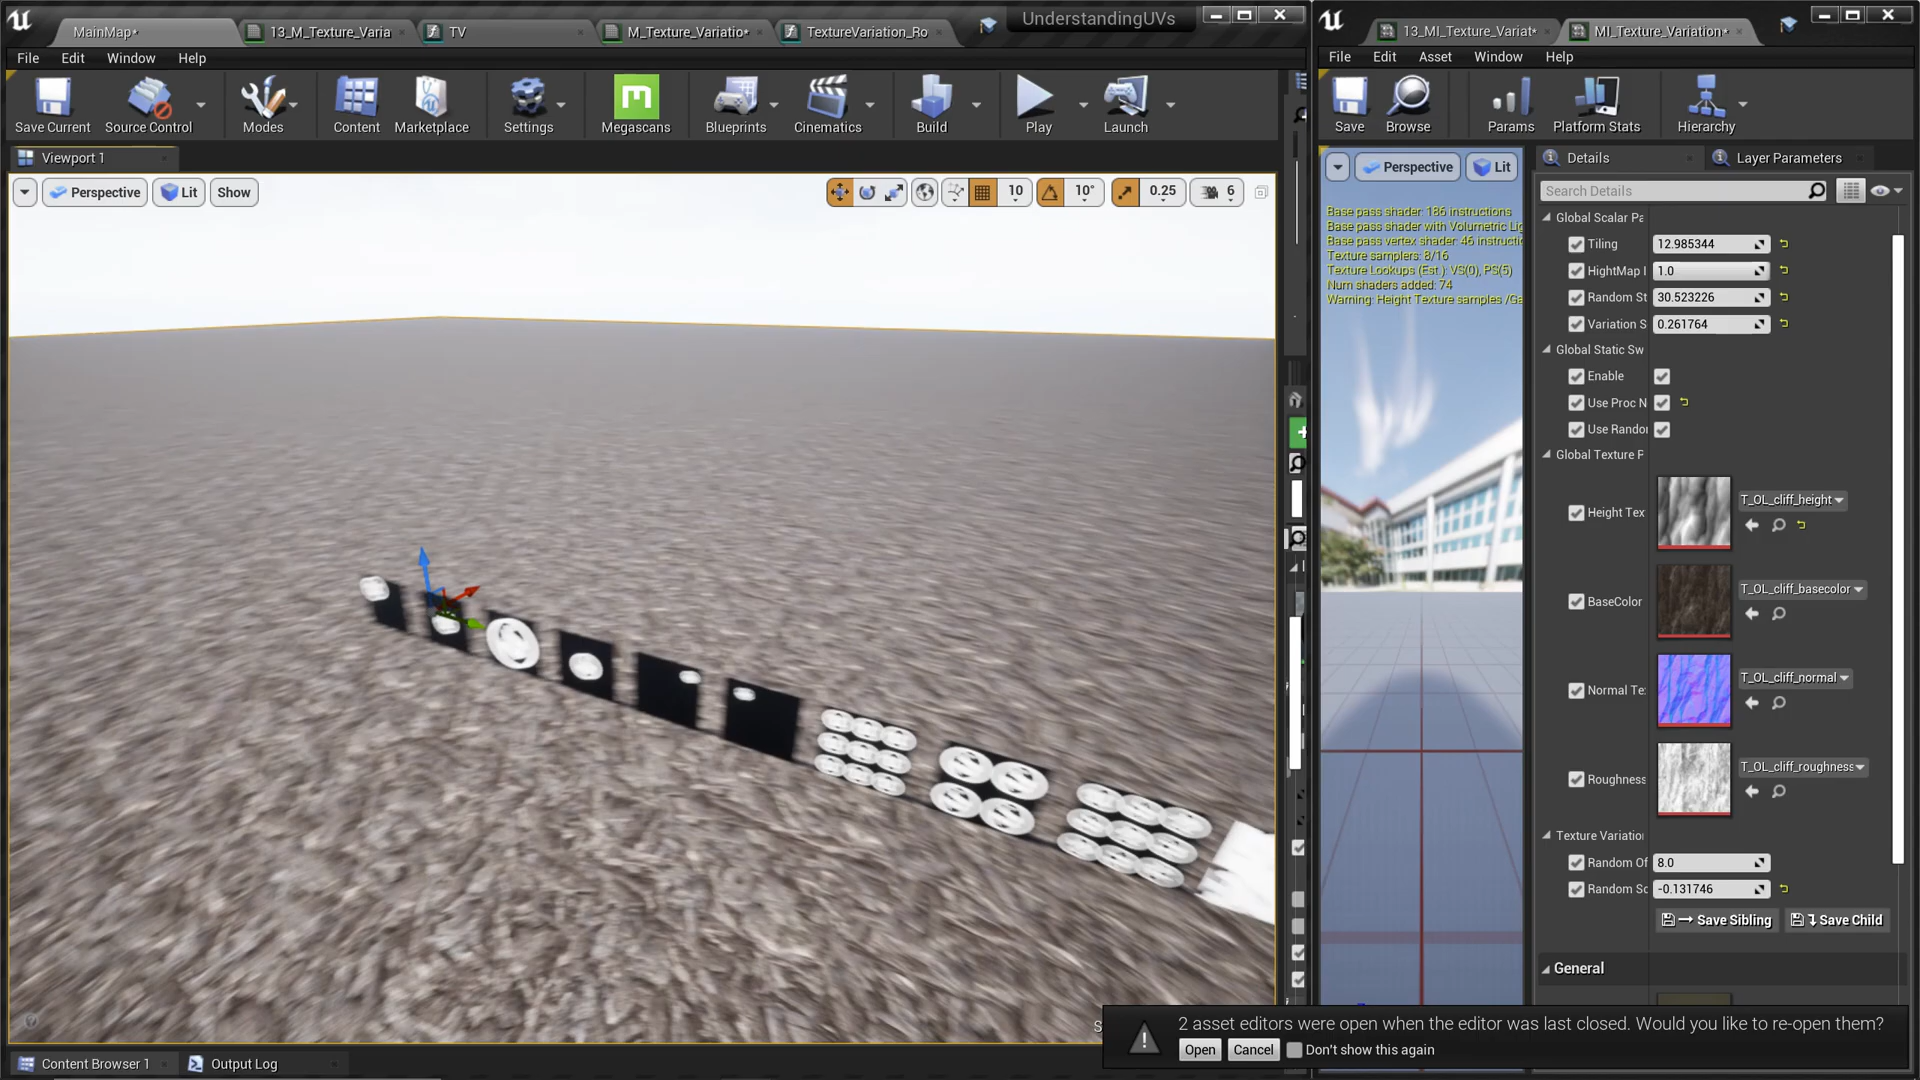 MainMap*
13_M_Texture_Varia
TV
M_Texture_Variatio*
TextureVariation_Ro
UnderstandingUVs
File Edit Window Help
Save Current
Source Control
Modes
Content
Marketplace
Settings
Megascans
Blueprints
Cinematics
Build
Play
Launch
Viewport 1
Perspective
Lit
Show
10
10°
0.25
6
Content Browser 1
Output Log
13_MI_Texture_Variat*
MI_Texture_Variation*
File Edit Asset Window Help
Save
Browse
Params
Platform Stats
Hierarchy
Perspective
Lit
Base pass shader: 186 instructions
Base pass shader with Volumetric Lig
Base pass vertex shader: 46 instructi
Texture samplers: 8/16
Texture Lookups (Est.): VS(0), PS(5)
Num shaders added: 74
Warning: Height Texture samples /Ga
Details
Layer Parameters
Search Details
Global Scalar Pa
Tiling 12.985344
HightMap I 1.0
Random St 30.523226
Variation S 0.261764
Global Static Sw
Enable
Use Proc N
Use Randor
Global Texture P
Height Tex T_OL_cliff_height
BaseColor T_OL_cliff_basecolor
Normal Te: T_OL_cliff_normal
Roughness T_OL_cliff_roughness
Texture Variatio
Random Of 8.0
Random Sc -0.131746
Save Sibling
Save Child
General
2 asset editors were open when the editor was last closed. Would you like to re-open them?
Open
Cancel
Don't show this again